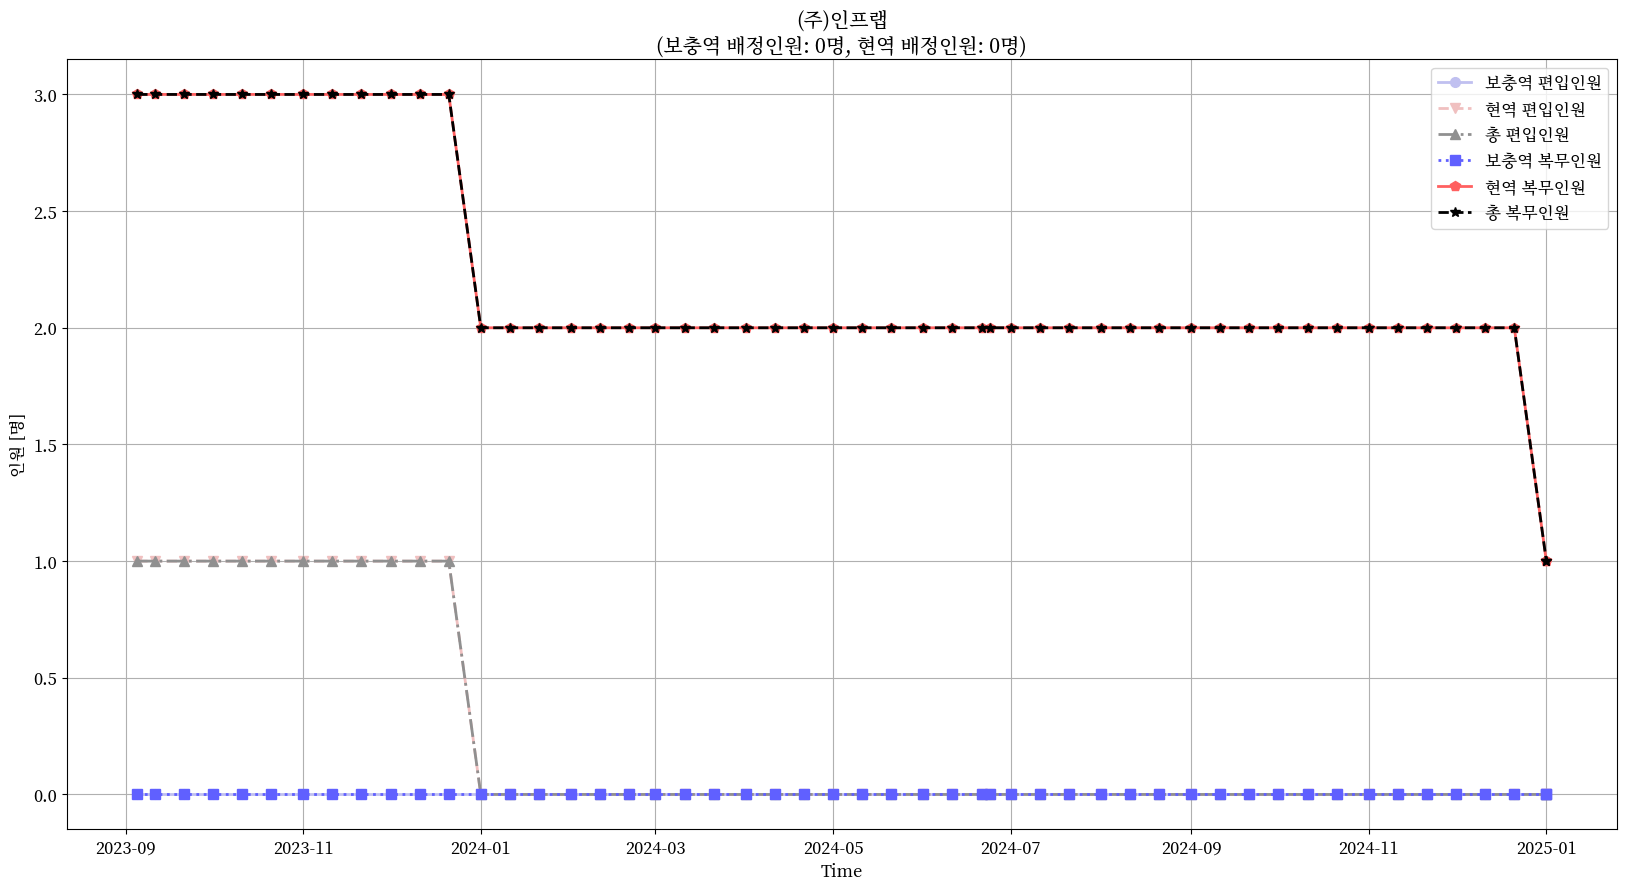 (주)인프랩
(보충역 배정인원: 0명, 현역 배정인원: 0명)
보충역 편입인원
현역 편입인원
총 편입인원
보충역 복무인원
현역 복무인원
총 복무인원
인원 [명]
3.0
2.5
2.0
1.5
1.0
0.5
0.0
2023-09 2023-11 2024-01 2024-03 2024-05 2024-07 2024-09 2024-11 2025-01
Time